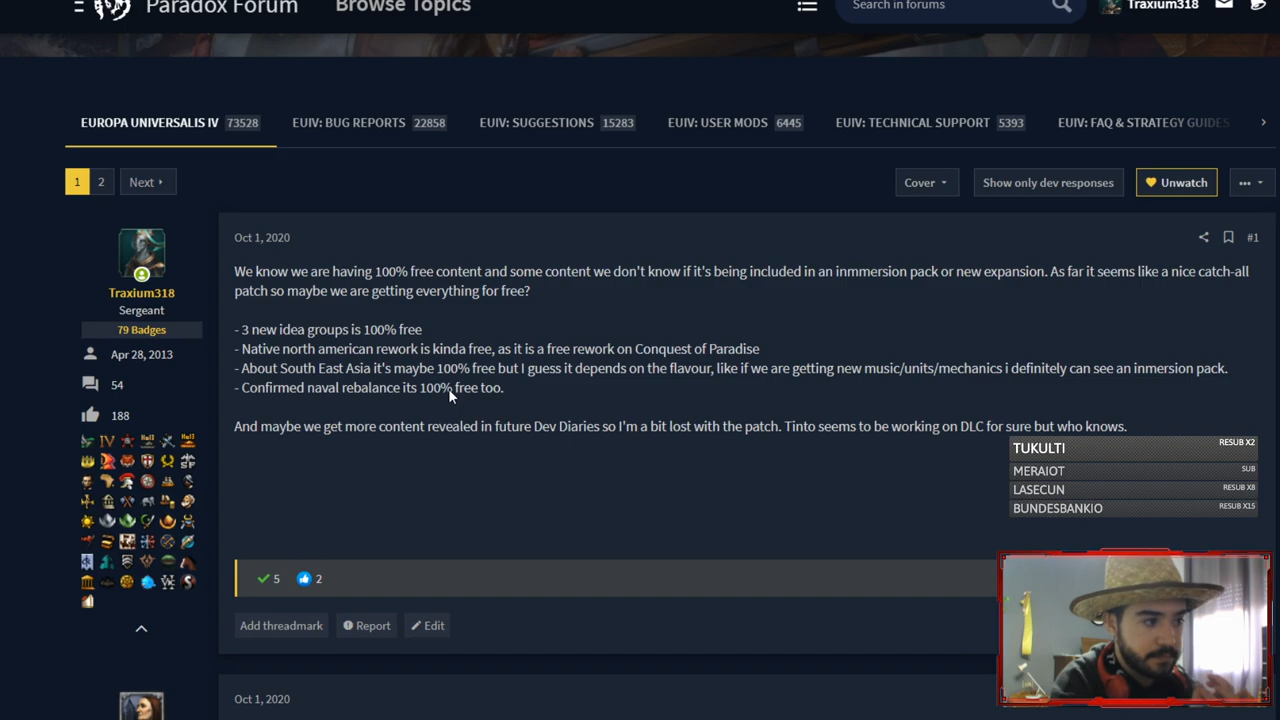 Paradox Forum Browse Topics Search in forums Traxium318
EUROPA UNIVERSALIS IV 73528 EUIV: BUG REPORTS 22858 EUIV: SUGGESTIONS 15283 EUIV: USER MODS 6445 EUIV: TECHNICAL SUPPORT 5393 EUIV: FAQ & STRATEGY GUIDES
1 2 Next Cover Show only dev responses Unwatch
Oct 1, 2020 #1
We know we are having 100% free content and some content we don't know if it's being included in an inmmersion pack or new expansion. As far it seems like a nice catch-all
patch so maybe we are getting everything for free?
Traxium318
Sergeant
79 Badges
Apr 28, 2013
54
188
- 3 new idea groups is 100% free
- Native north american rework is kinda free, as it is a free rework on Conquest of Paradise
- About South East Asia it's maybe 100% free but I guess it depends on the flavour, like if we are getting new music/units/mechanics i definitely can see an inmersion pack.
- Confirmed naval rebalance its 100% free too.
And maybe we get more content revealed in future Dev Diaries so I'm a bit lost with the patch. Tinto seems to be working on DLC for sure but who knows.
TUKULTI RESUB X2
MERAIOT SUB
LASECUN RESUB X8
BUNDESBANKIO RESUB X15
5 2
Add threadmark Report Edit
Oct 1, 2020